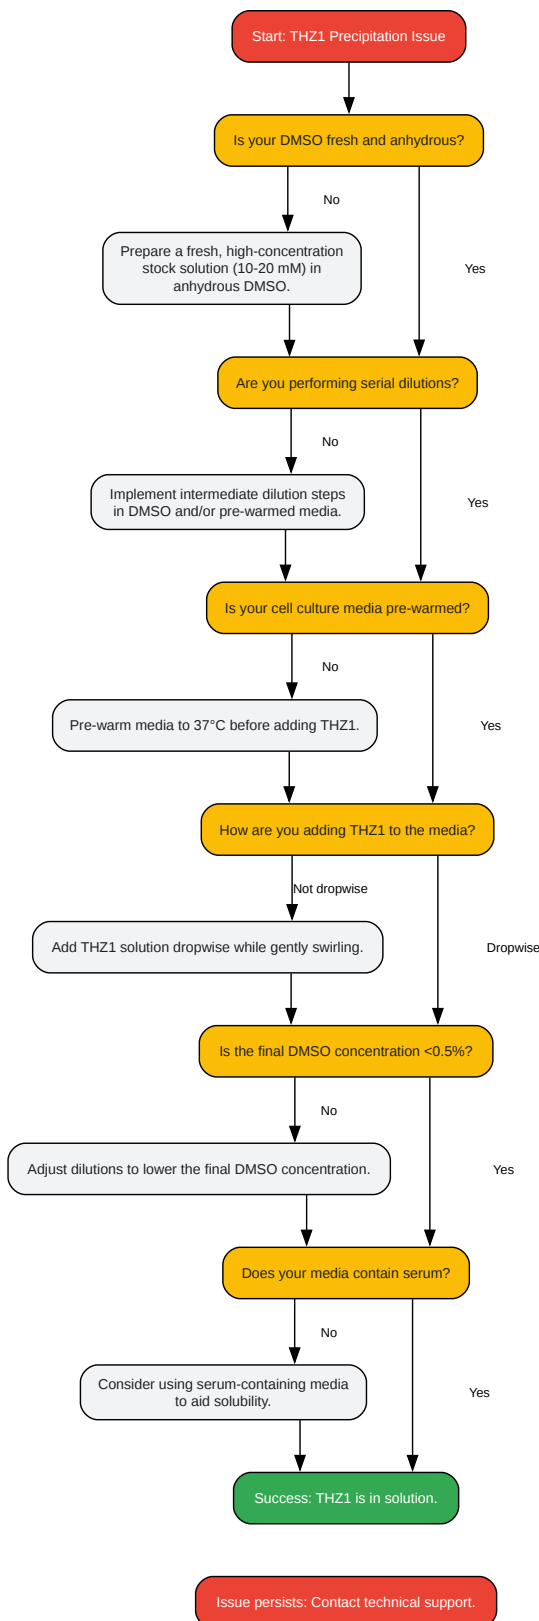 Start: THZ1 Precipitation Issue
Is your DMSO fresh and anhydrous?
No
Prepare a fresh, high-concentration
stock solution (10-20 mM) in
anhydrous DMSO.
Yes
Are you performing serial dilutions?
No
Implement intermediate dilution steps
in DMSO and/or pre-warmed media.
Yes
Is your cell culture media pre-warmed?
No
Pre-warm media to 37°C before adding THZ1.
Yes
How are you adding THZ1 to the media?
Not dropwise
Add THZ1 solution dropwise while gently swirling.
Dropwise
Is the final DMSO concentration <0.5%?
No
Adjust dilutions to lower the final DMSO concentration.
Yes
Does your media contain serum?
No
Consider using serum-containing media
to aid solubility.
Yes
Success: THZ1 is in solution.
Issue persists: Contact technical support.